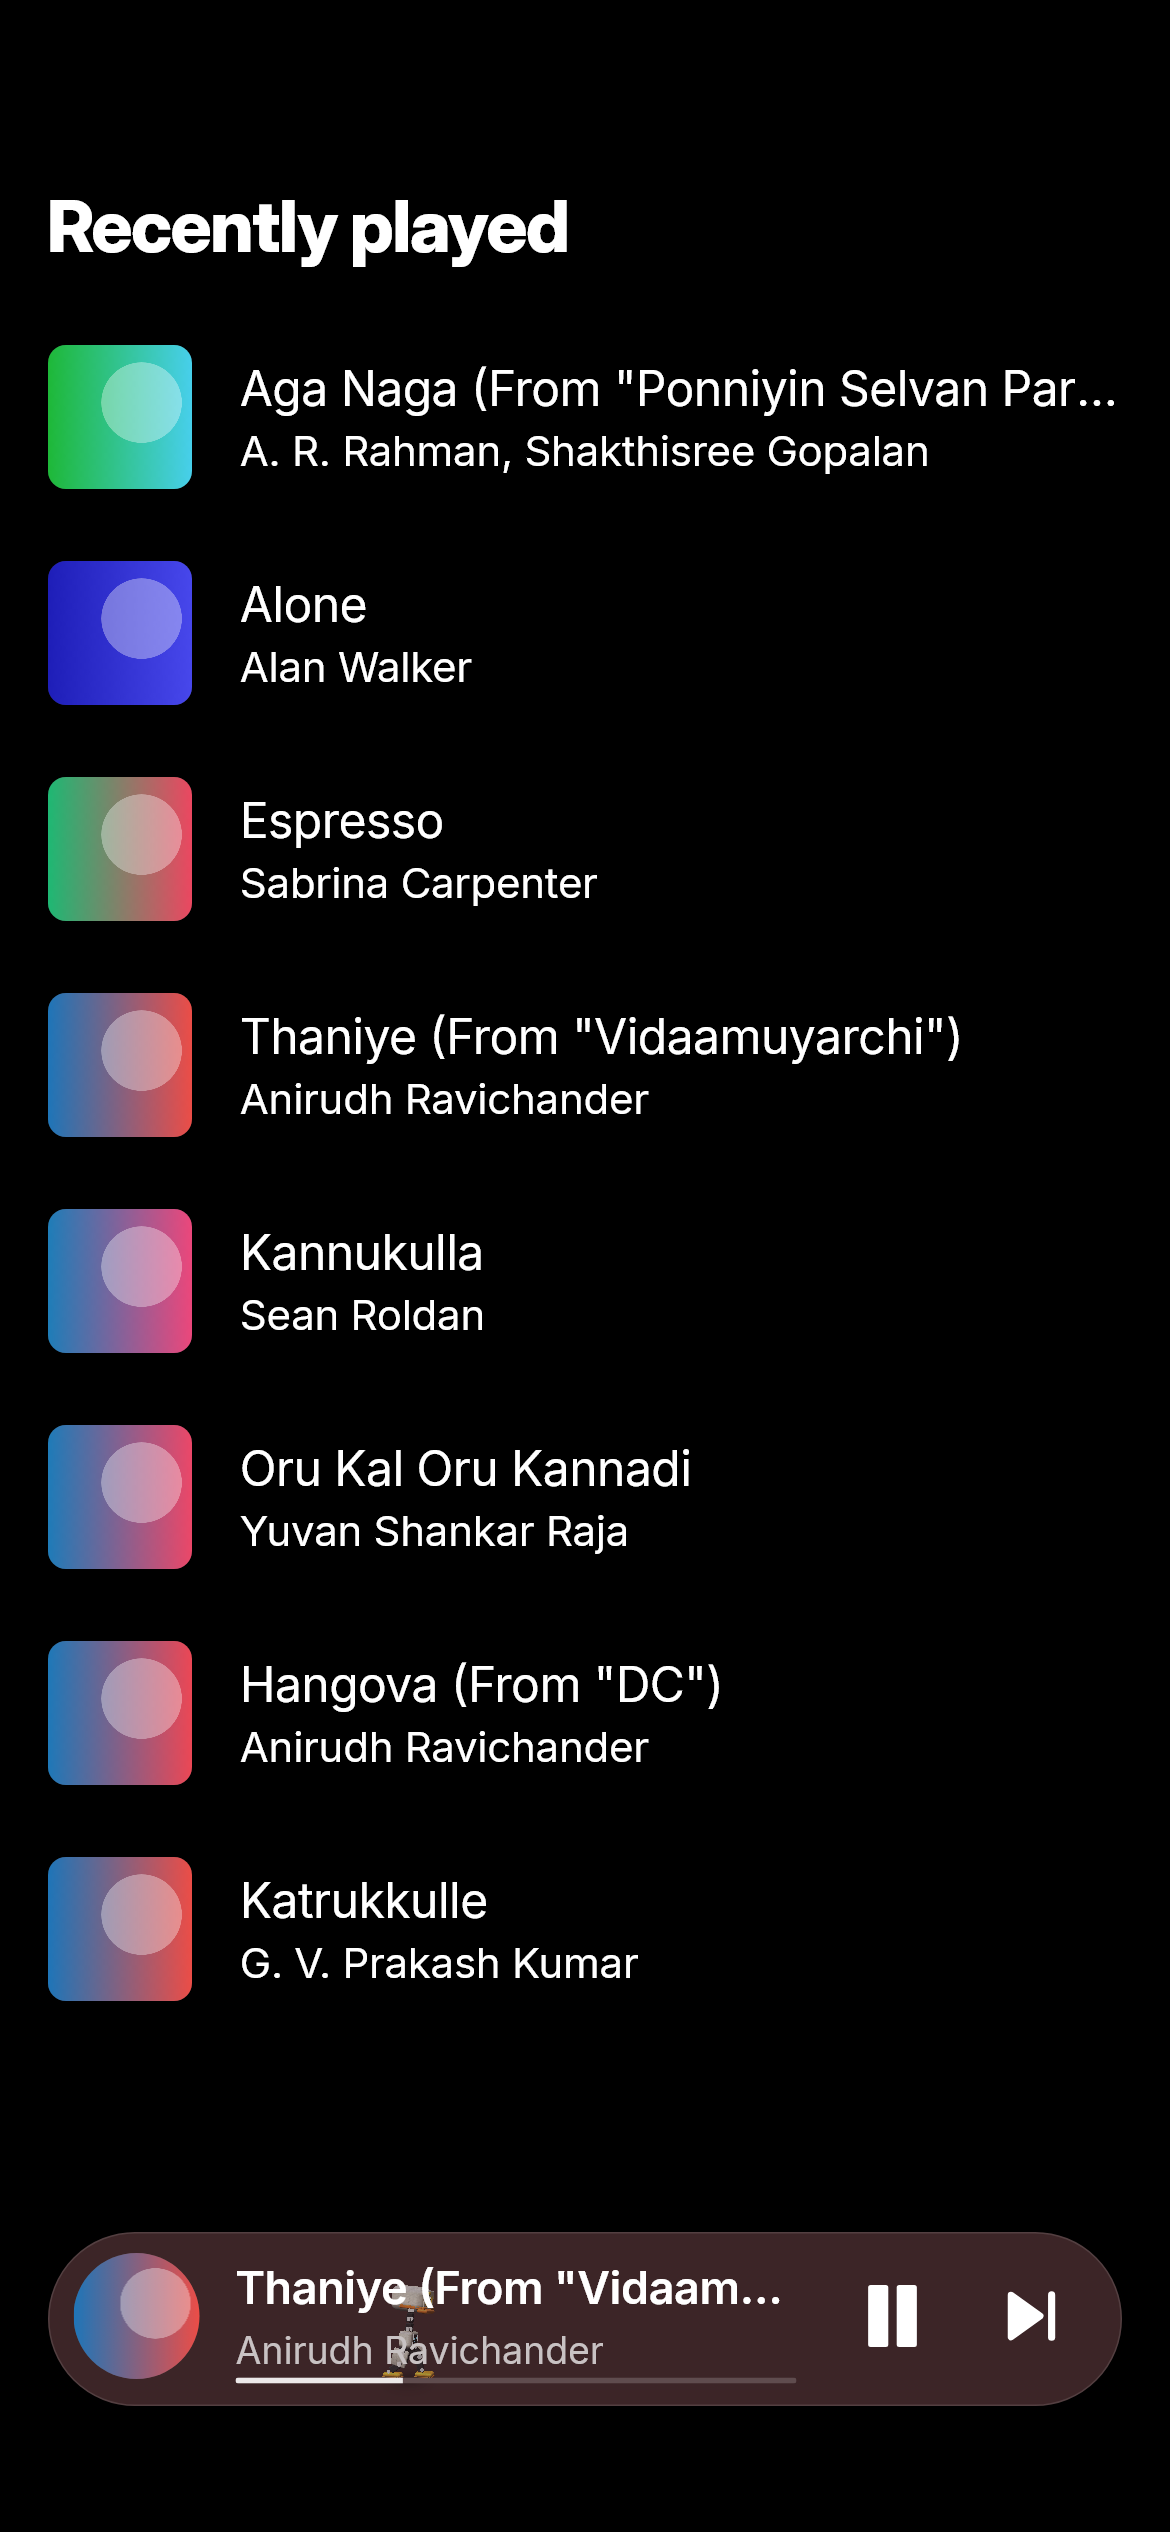 Recently played
Aga Naga (From "Ponniyin Selvan Par...
A. R. Rahman, Shakthisree Gopalan
Alone
Alan Walker
Espresso
Sabrina Carpenter
Thaniye (From "Vidaamuyarchi")
Anirudh Ravichander
Kannukulla
Sean Roldan
Oru Kal Oru Kannadi
Yuvan Shankar Raja
Hangova (From "DC")
Anirudh Ravichander
Katrukkulle
G. V. Prakash Kumar
Thaniye (From "Vidaam...
Anirudh Ravichander